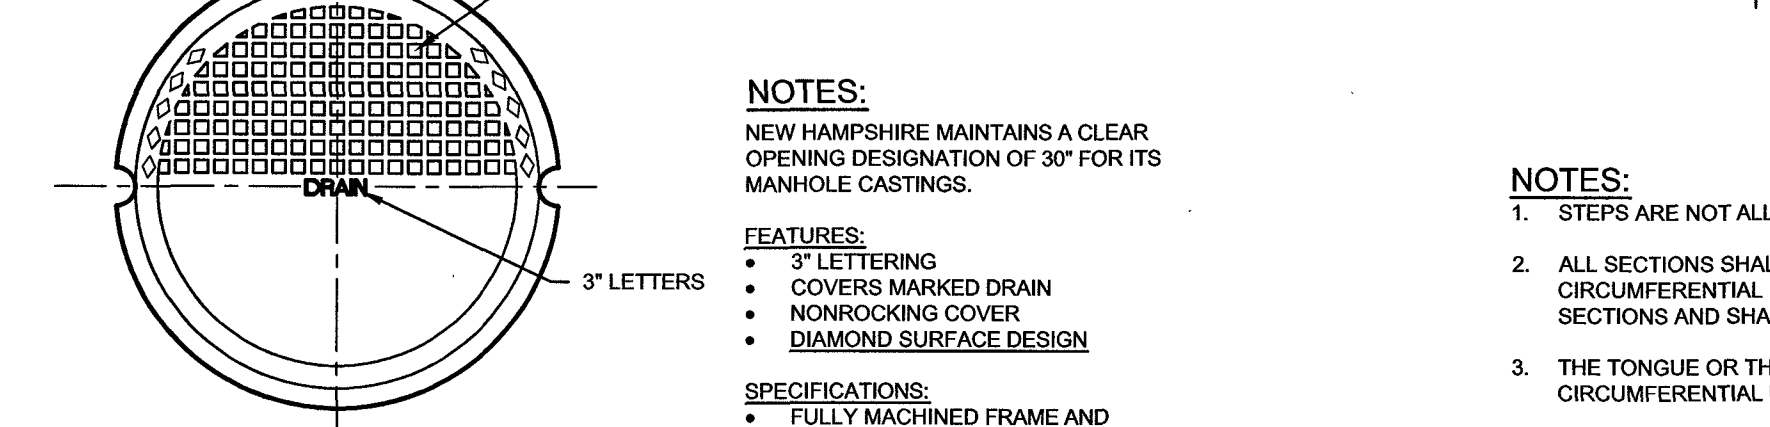 DRAIN
3" LETTERS
NOTES:
NEW HAMPSHIRE MAINTAINS A CLEAR
OPENING DESIGNATION OF 30" FOR ITS
MANHOLE CASTINGS.
FEATURES:
• 3" LETTERING
• COVERS MARKED DRAIN
• NONROCKING COVER
• DIAMOND SURFACE DESIGN
SPECIFICATIONS:
• FULLY MACHINED FRAME AND
NOTES:
1. STEPS ARE NOT ALL
2. ALL SECTIONS SHAL
CIRCUMFERENTIAL
SECTIONS AND SHA
3. THE TONGUE OR TH
CIRCUMFERENTIAL